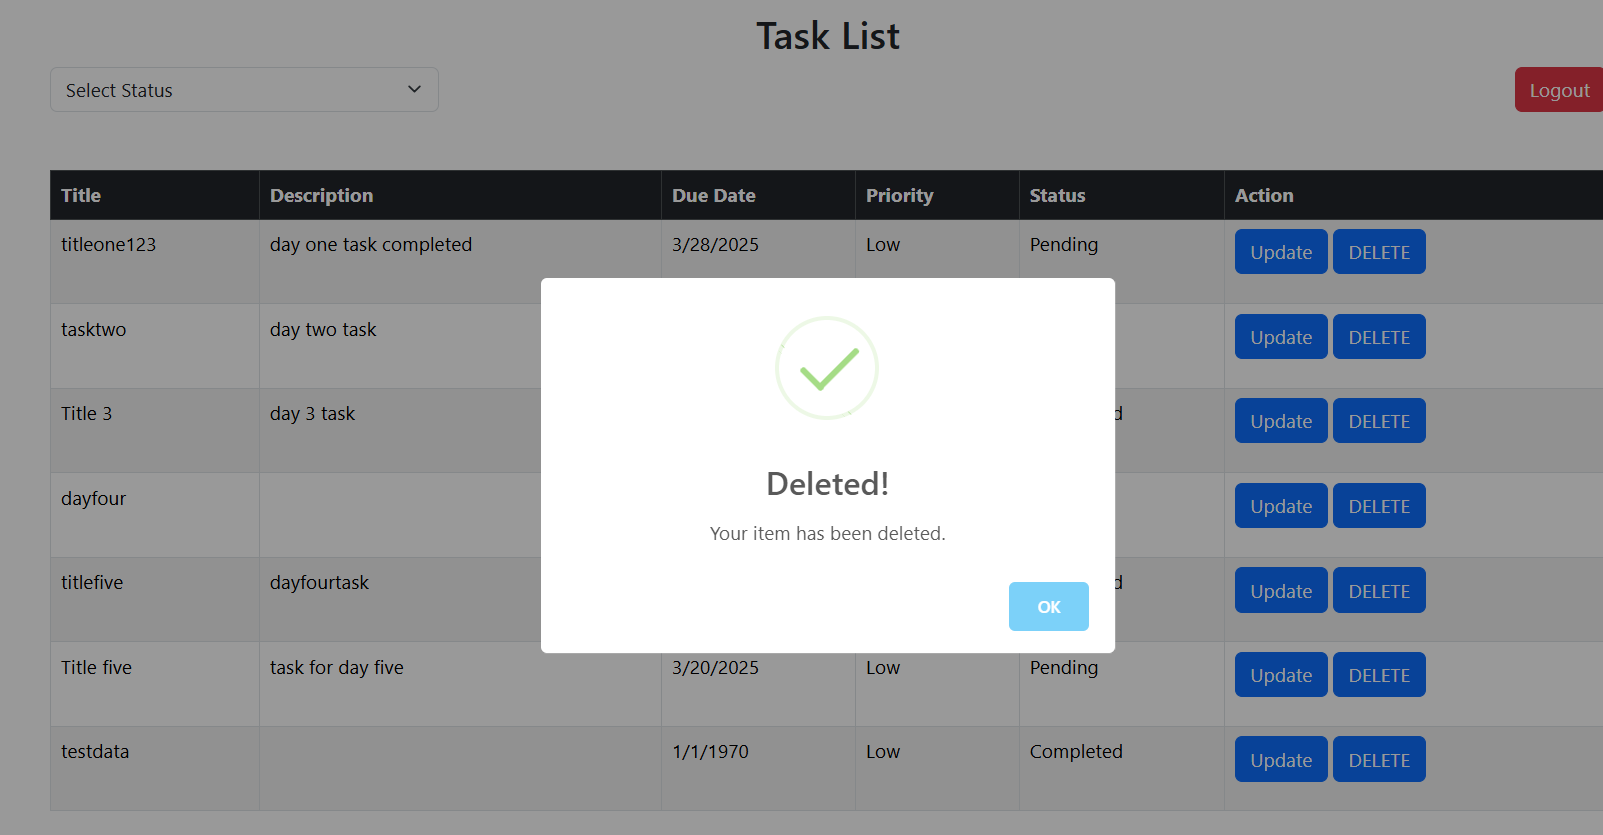 Task List
Select Status
Logout
Title Description Due Date Priority Status Action
titleone123 day one task completed 3/28/2025 Low Pending Update DELETE
tasktwo day two task Update DELETE
Title 3 day 3 task d Update DELETE
dayfour Update DELETE
titlefive dayfourtask d Update DELETE
Deleted!
Your item has been deleted.
OK
Title five task for day five 3/20/2025 Low Pending Update DELETE
testdata 1/1/1970 Low Completed Update DELETE